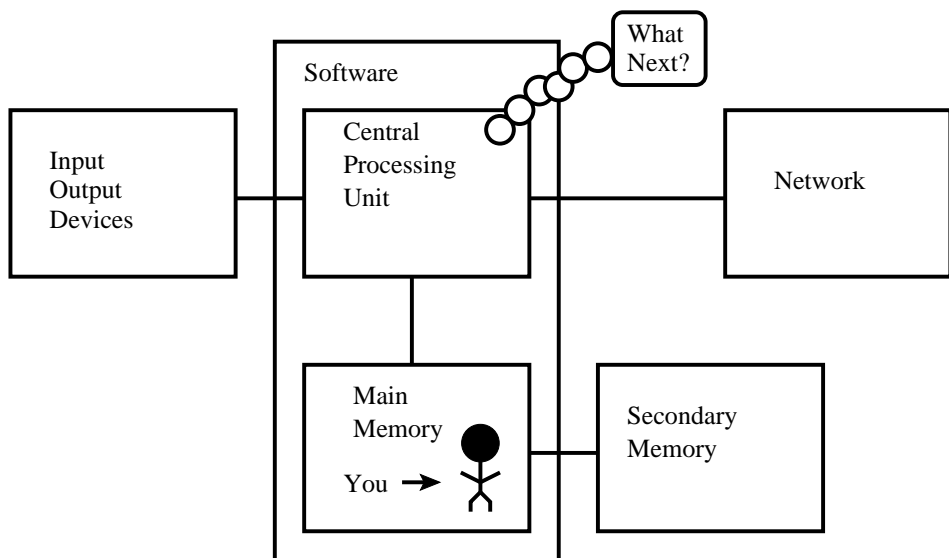 What
Next?
Software
Central
Processing
Unit
Input
Output
Devices
Network
Main
Memory
You
Secondary
Memory